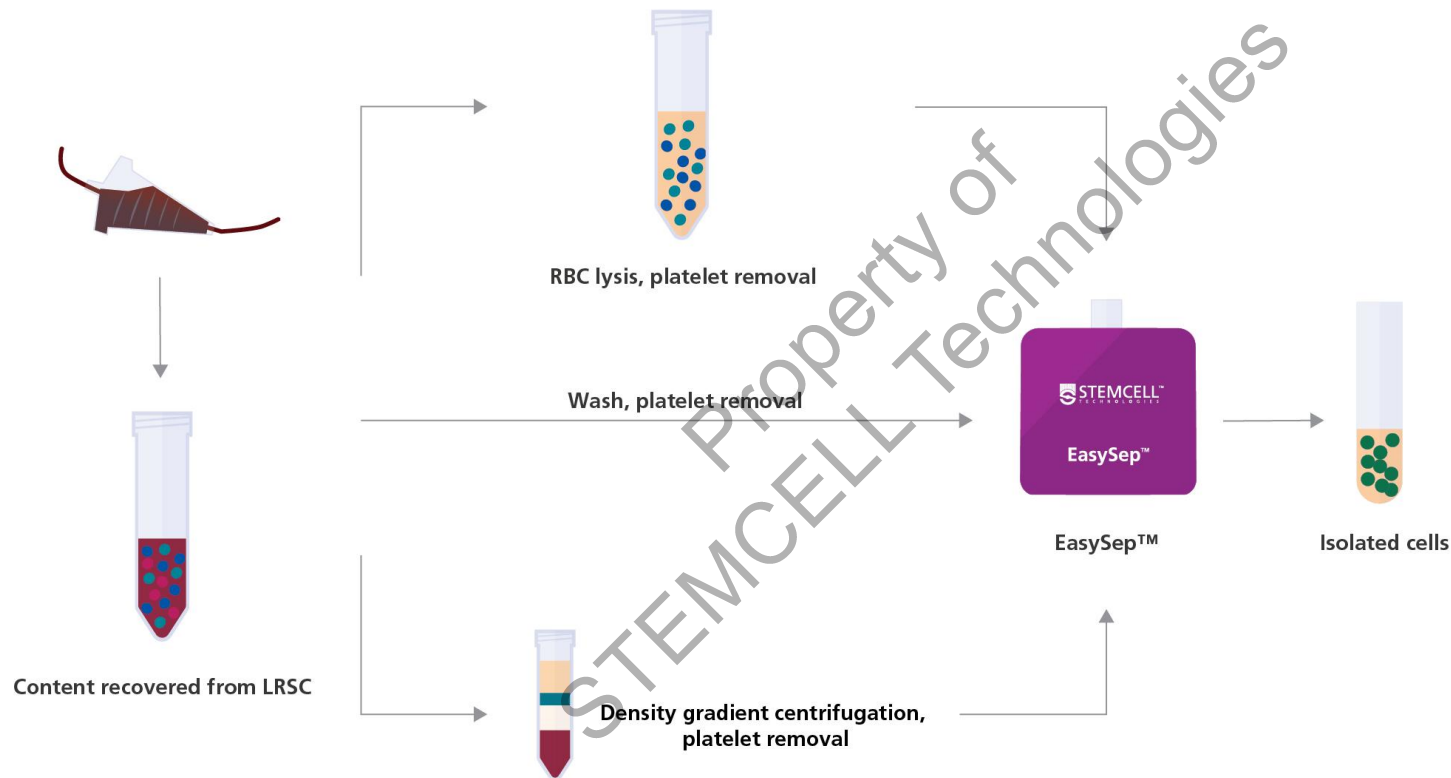 RBC lysis, platelet removal
Wash, platelet removal
STEMCELL™
TECHNOLOGIES
EasySep™
EasySep™
Isolated cells
Content recovered from LRSC
Density gradient centrifugation,
platelet removal
Property of
STEMCELL Technologies